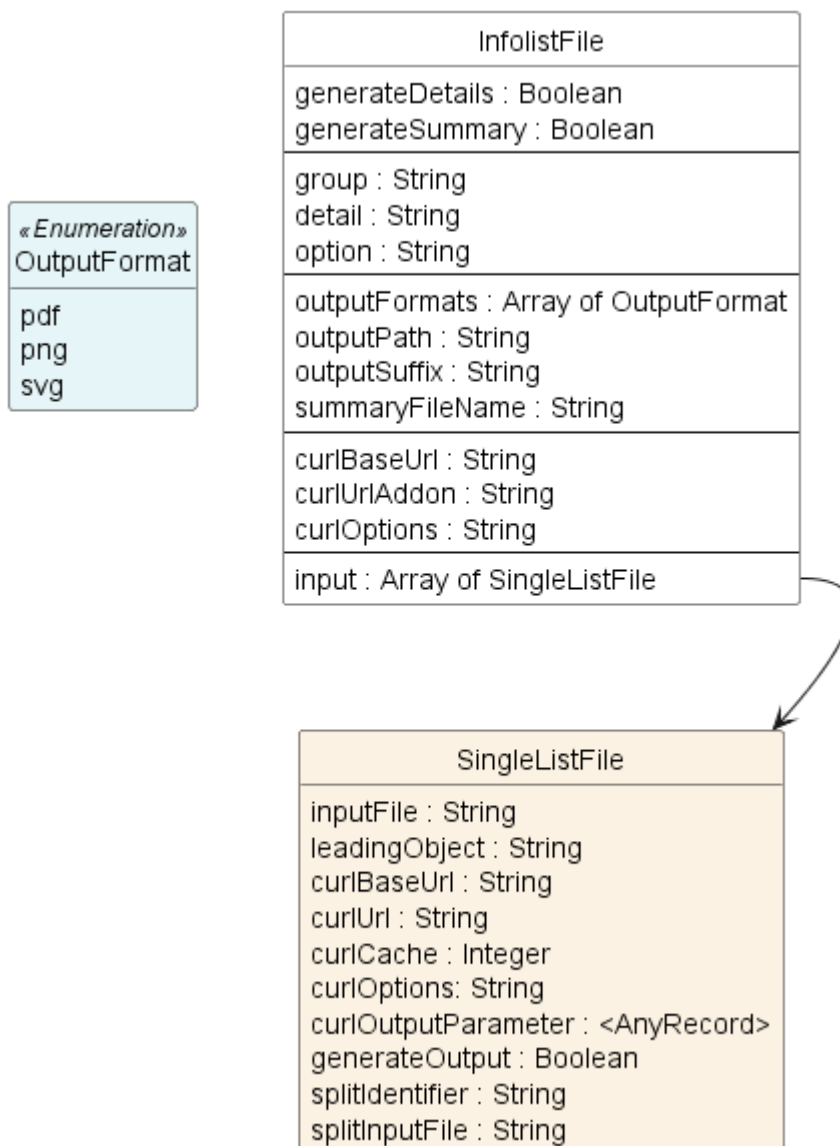 InfolistFile
generateDetails : Boolean
generateSummary : Boolean
group : String
detail : String
option : String
outputFormats : Array of OutputFormat
outputPath : String
outputSuffix : String
summaryFileName : String
curlBaseUrl : String
curlUrlAddon : String
curlOptions : String
input : Array of SingleListFile
«Enumeration»
OutputFormat
pdf
png
svg
SingleListFile
inputFile : String
leadingObject : String
curlBaseUrl : String
curlUrl : String
curlCache : Integer
curlOptions: String
curlOutputParameter : <AnyRecord>
generateOutput : Boolean
splitIdentifier : String
splitInputFile : String